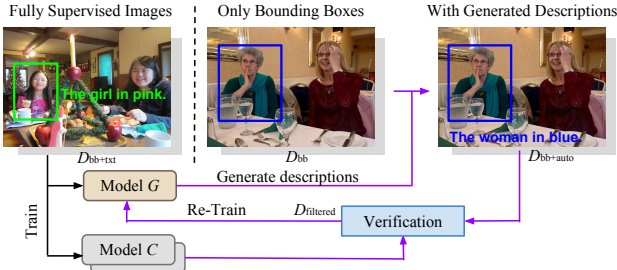 Fully Supervised Images
Only Bounding Boxes
With Generated Descriptions
The girl in pink.
The woman in blue.
Dbb+txt
Dbb
Dbb+auto
Generate descriptions
Model G
Re-Train
Dfiltered
Verification
Train
Model C